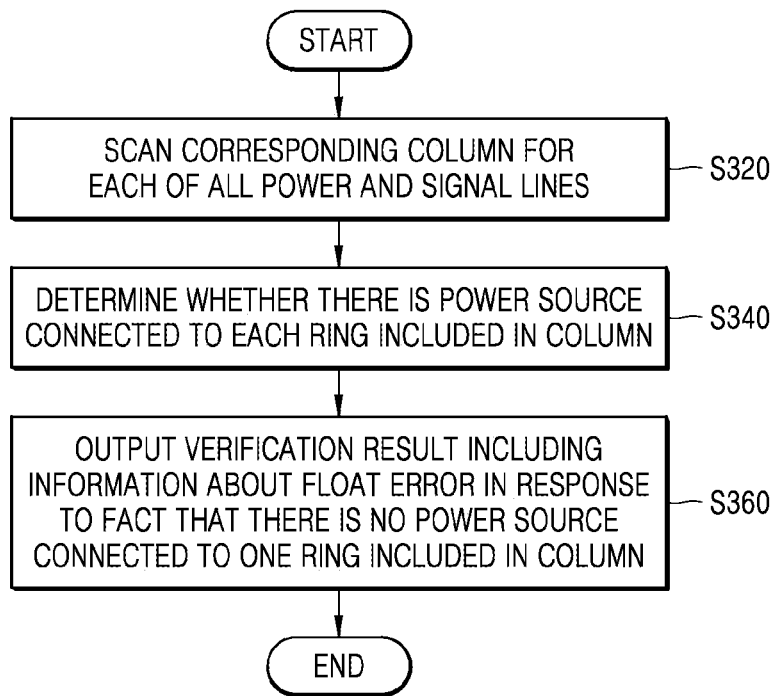 START
SCAN CORRESPONDING COLUMN FOR
EACH OF ALL POWER AND SIGNAL LINES
S320
DETERMINE WHETHER THERE IS POWER SOURCE
CONNECTED TO EACH RING INCLUDED IN COLUMN
S340
OUTPUT VERIFICATION RESULT INCLUDING
INFORMATION ABOUT FLOAT ERROR IN RESPONSE
TO FACT THAT THERE IS NO POWER SOURCE
CONNECTED TO ONE RING INCLUDED IN COLUMN
S360
END